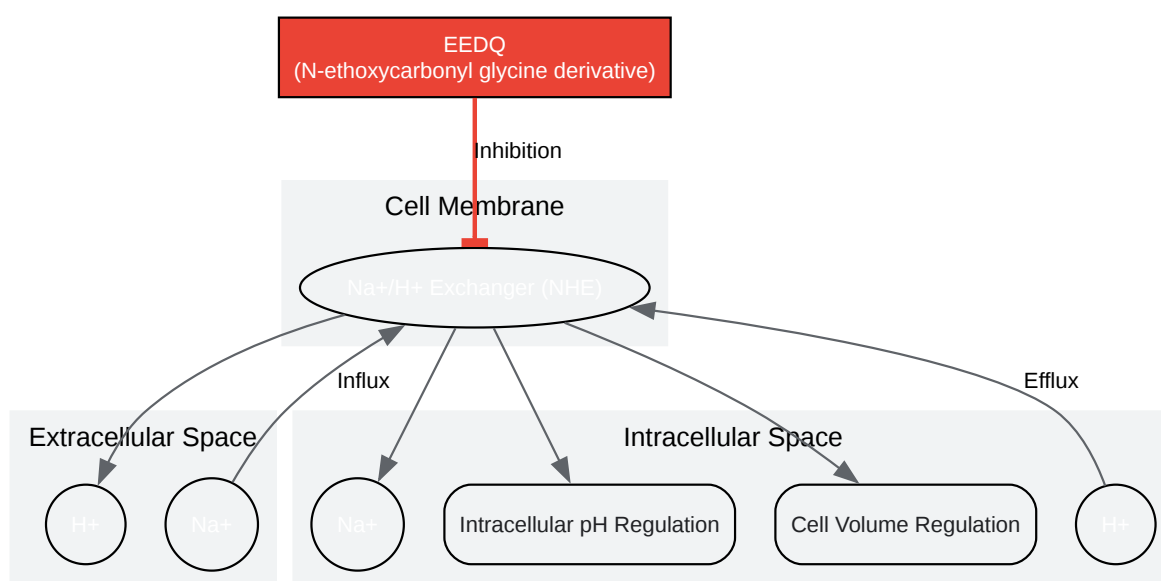 EEDQ
(N-ethoxycarbonyl glycine derivative)
Inhibition
Cell Membrane
Na+/H+ Exchanger (NHE)
Influx
Efflux
Extracellular Space
Intracellular Space
H+
Na+
Na+
Intracellular pH Regulation
Cell Volume Regulation
H+